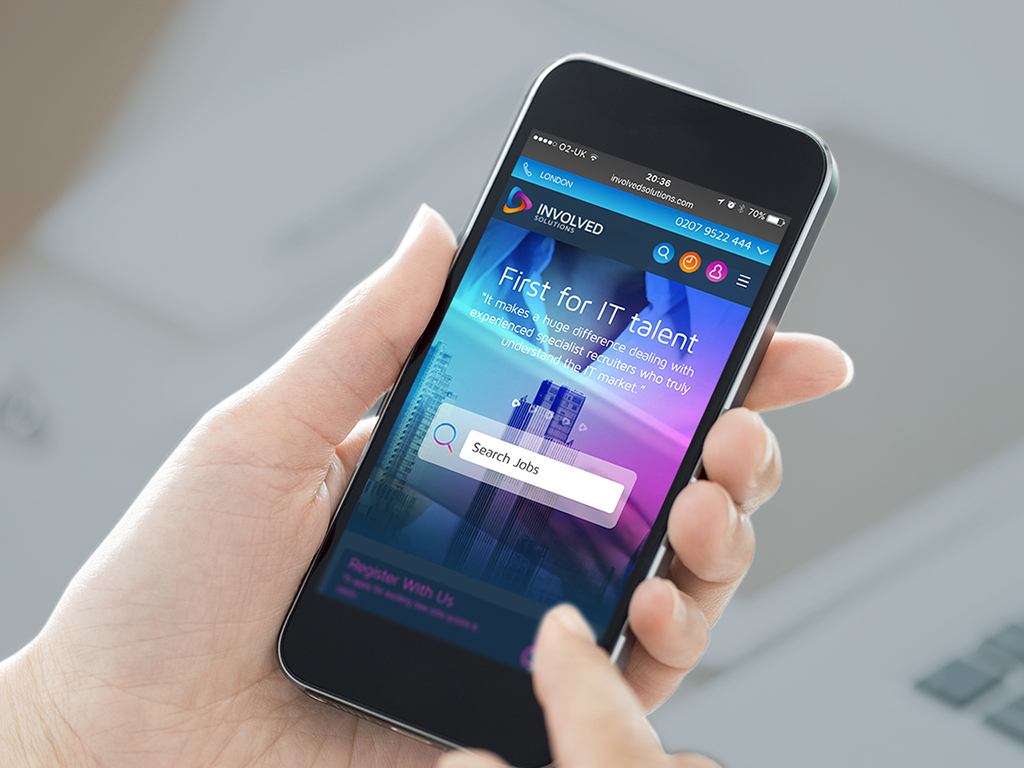 O2-UK
20:36
70%
involvedsolutions.com
LONDON
0207 9522 444
INVOLVED
SOLUTIONS
First for IT talent
"It makes a huge difference dealing with
experienced specialist recruiters who truly
understand the IT market."
Search Jobs
Register With Us